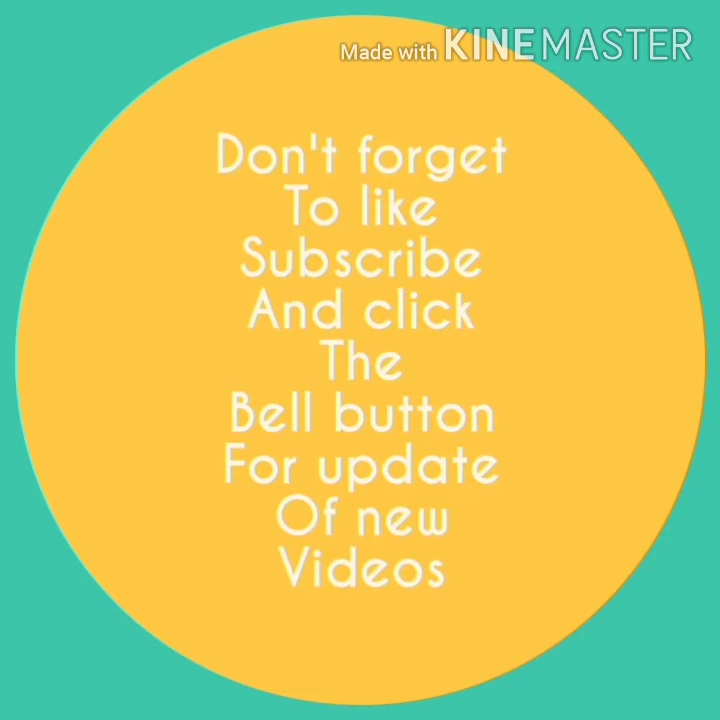 Made with KINEMASTER
Don't forget
To like
Subscribe
And click
The
Bell button
For update
Of new
Videos